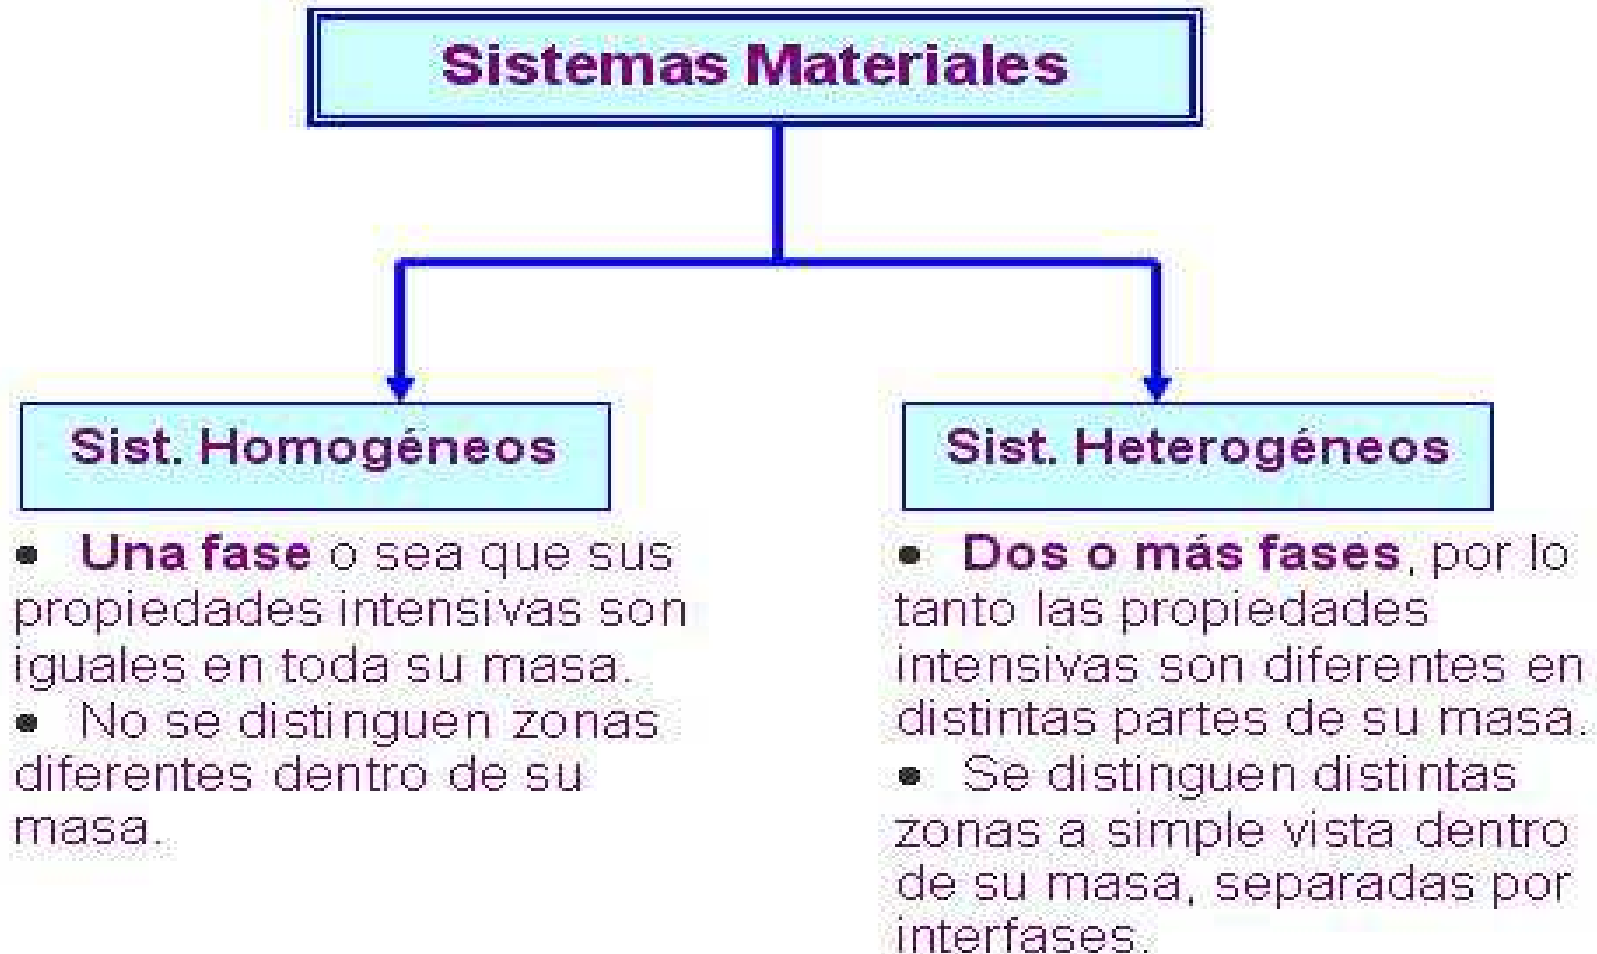 Sistemas Materiales
Sist. Homogéneos
• Una fase o sea que sus
propiedades intensivas son
iguales en toda su masa.
• No se distinguen zonas
diferentes dentro de su
masa.
Sist. Heterogéneos
• Dos o más fases, por lo
tanto las propiedades
intensivas son diferentes en
distintas partes de su masa.
• Se distinguen distintas
zonas a simple vista dentro
de su masa, separadas por
interfases.